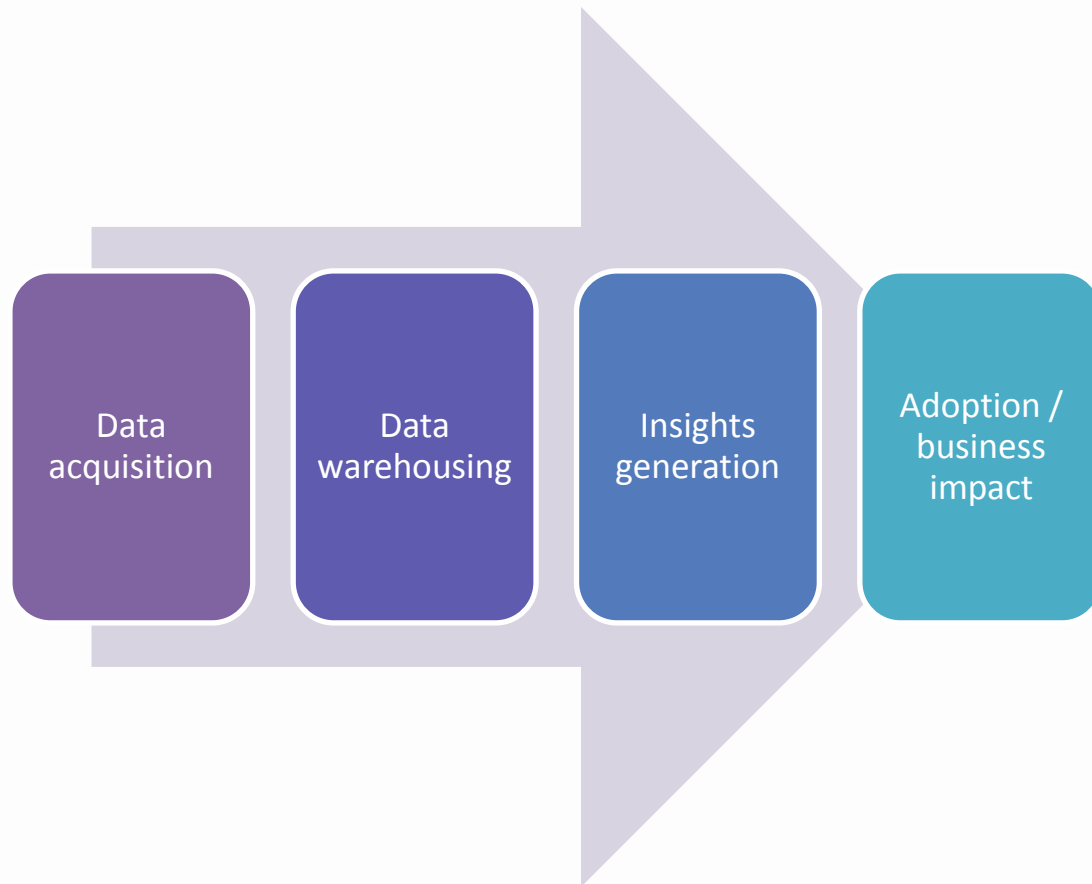 Data
acquisition
Data
warehousing
Insights
generation
Adoption /
business
impact